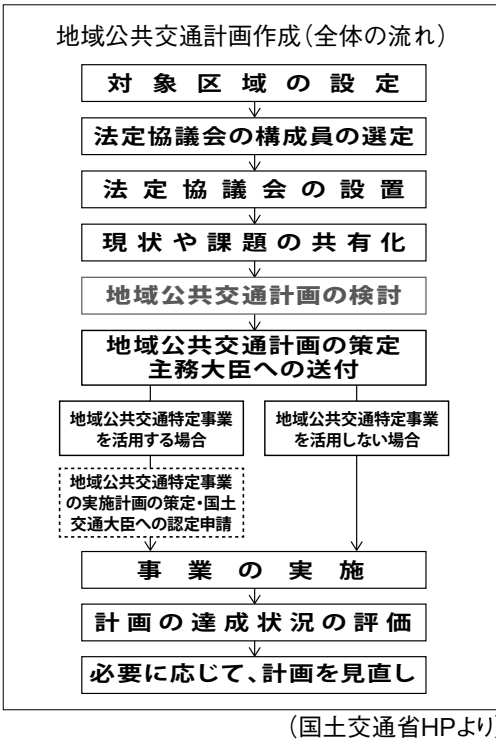 地域公共交通計画作成(全体の流れ)
対象区域の設定
法定協議会の構成員の選定
法定協議会の設置
現状や課題の共有化
地域公共交通計画の検討
地域公共交通計画の策定
主務大臣への送付
地域公共交通特定事業
を活用する場合
地域公共交通特定事業
を活用しない場合
地域公共交通特定事業
の実施計画の策定・国土
交通大臣への認定申請
事業の実施
計画の達成状況の評価
必要に応じて、計画を見直し
(国土交通省HPより)